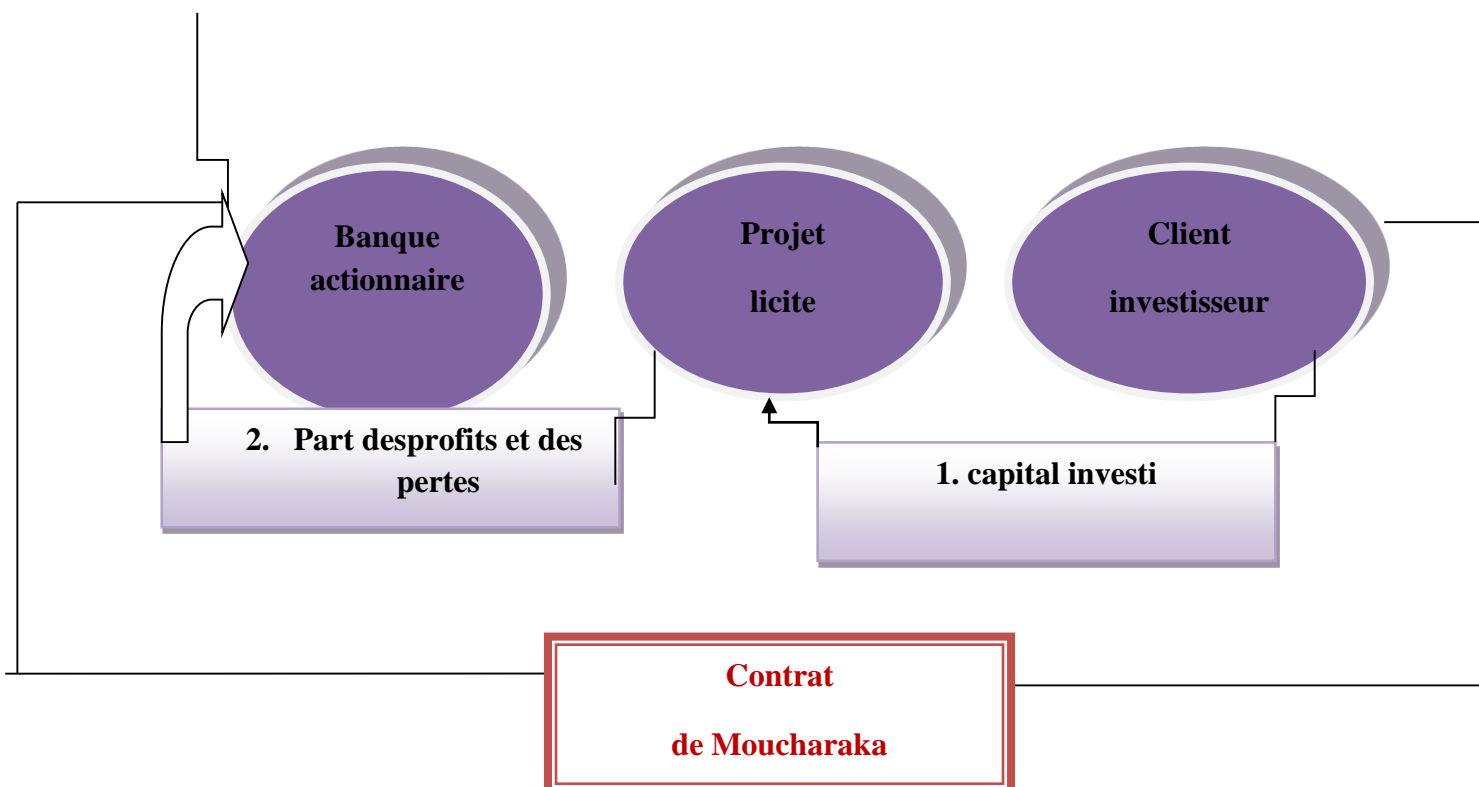 Banque
actionnaire
Projet
licite
Client
investisseur
2. Part desprofits et des
pertes
1. capital investi
Contrat
de Moucharaka